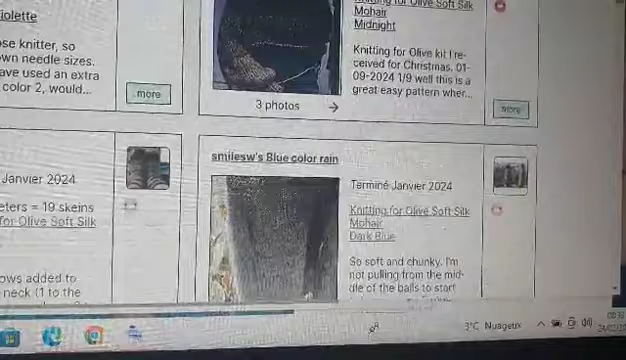 iolette
ose knitter, so
own needle sizes.
ave used an extra
color 2, would...
more
Knitting for Olive Soft Silk
Mohair
Midnight
Knitting for Olive kit I re-
ceived for Christmas. 01-
09-2024 1/9 well this is a
great easy pattern wher...
3 photos
more
Janvier 2024
eters = 19 skeins
for Olive Soft Silk
ows added to
neck (1 to the
smilesw's Blue color rain
Terminé Janvier 2024
Knitting for Olive Soft Silk
Mohair
Dark Blue
So soft and chunky. I'm
not pulling from the mid-
dle of the balls to start
3°C Nuageux